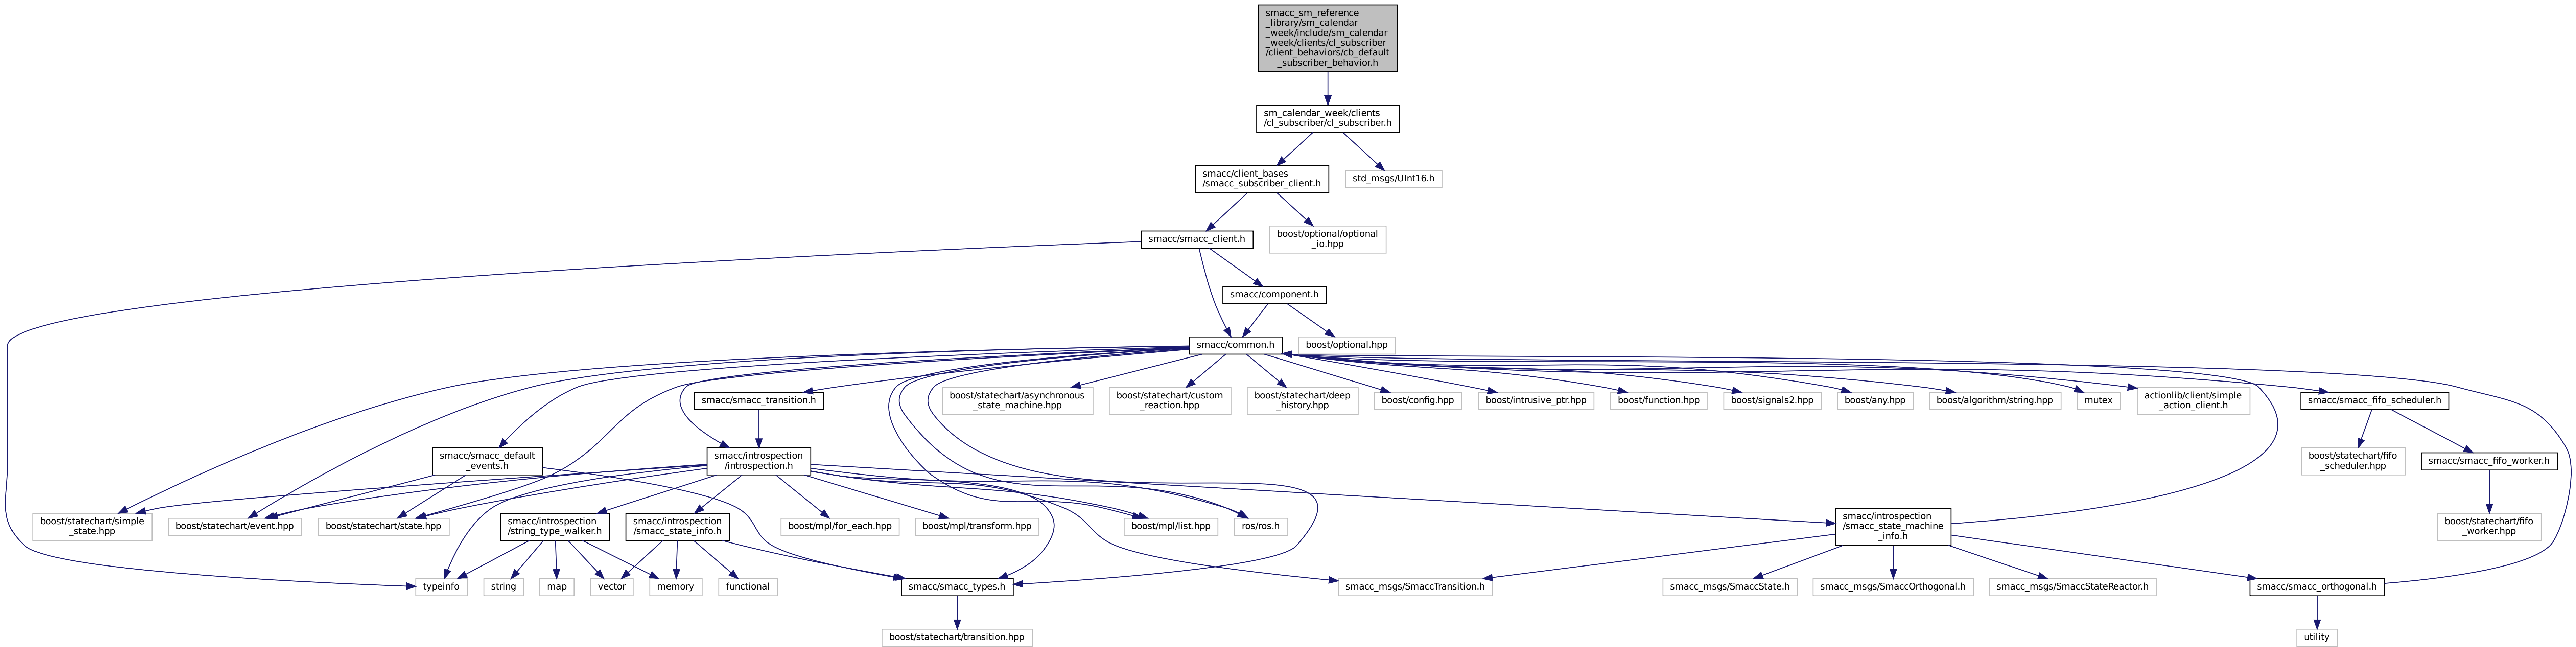 smacc_sm_reference
_library/sm_calendar
_week/include/sm_calendar
_week/clients/cl_subscriber
/client_behaviors/cb_default
_subscriber_behavior.h
sm_calendar_week/clients
/cl_subscriber/cl_subscriber.h
smacc/client_bases
/smacc_subscriber_client.h
std_msgs/UInt16.h
smacc/smacc_client.h
boost/optional/optional
_io.hpp
smacc/component.h
smacc/common.h
boost/optional.hpp
smacc/smacc_transition.h
boost/statechart/asynchronous
_state_machine.hpp
boost/statechart/custom
_reaction.hpp
boost/statechart/deep
_history.hpp
boost/config.hpp
boost/intrusive_ptr.hpp
boost/function.hpp
boost/signals2.hpp
boost/any.hpp
boost/algorithm/string.hpp
mutex
actionlib/client/simple
_action_client.h
smacc/smacc_fifo_scheduler.h
smacc/smacc_default
_events.h
smacc/introspection
/introspection.h
boost/statechart/fifo
_scheduler.hpp
smacc/smacc_fifo_worker.h
boost/statechart/simple
_state.hpp
boost/statechart/event.hpp
boost/statechart/state.hpp
smacc/introspection
/string_type_walker.h
smacc/introspection
/smacc_state_info.h
boost/mpl/for_each.hpp
boost/mpl/transform.hpp
boost/mpl/list.hpp
ros/ros.h
smacc/introspection
/smacc_state_machine
_info.h
boost/statechart/fifo
_worker.hpp
typeinfo
string
map
vector
memory
functional
smacc/smacc_types.h
smacc_msgs/SmaccTransition.h
smacc_msgs/SmaccState.h
smacc_msgs/SmaccOrthogonal.h
smacc_msgs/SmaccStateReactor.h
smacc/smacc_orthogonal.h
boost/statechart/transition.hpp
utility